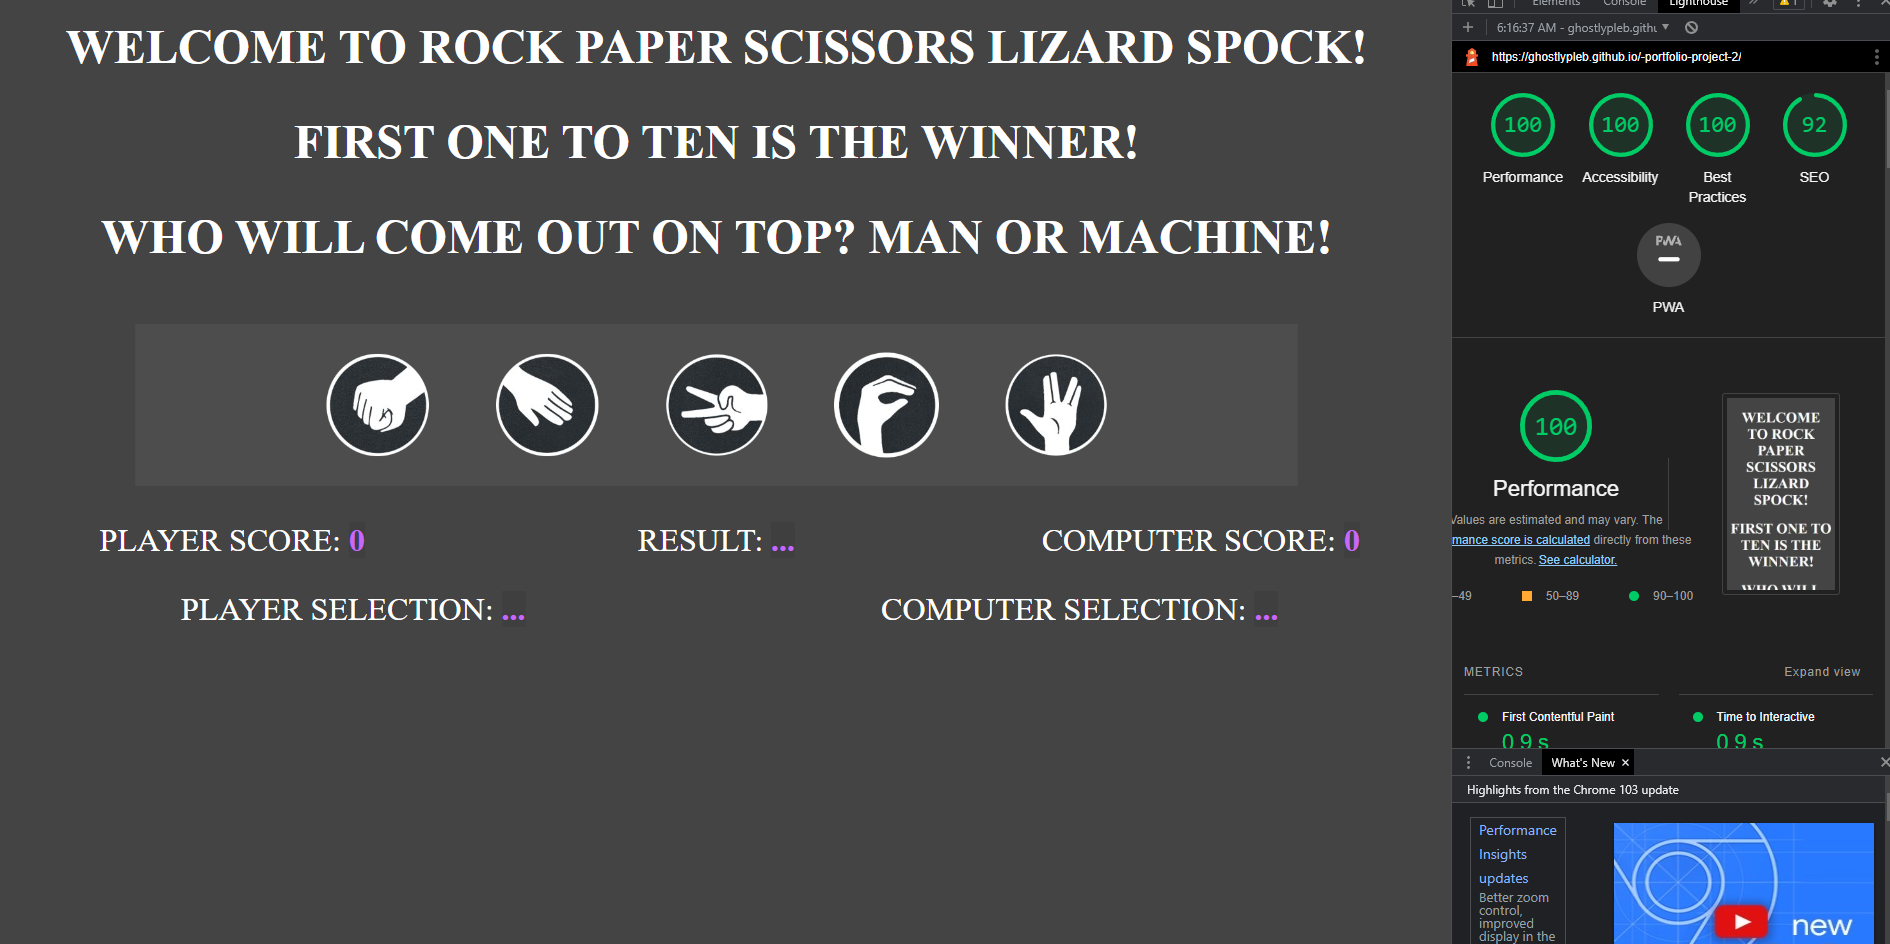 WELCOME TO ROCK PAPER SCISSORS LIZARD SPOCK!
FIRST ONE TO TEN IS THE WINNER!
WHO WILL COME OUT ON TOP? MAN OR MACHINE!
PLAYER SCORE: 0
RESULT: ...
COMPUTER SCORE: 0
PLAYER SELECTION: ...
COMPUTER SELECTION: ...
Elements Console Lighthouse » 1
+ 6:16:37 AM - ghostlypleb.githu
https://ghostlypleb.github.io/-portfolio-project-2/
100 100 100 92
Performance Accessibility Best Practices SEO
PWA
PWA
100
Performance
Values are estimated and may vary. The
mance score is calculated directly from these
metrics. See calculator.
–49 50–89 90–100
WELCOME
TO ROCK
PAPER
SCISSORS
LIZARD
SPOCK!
FIRST ONE TO
TEN IS THE
WINNER!
WHO WILL
METRICS Expand view
First Contentful Paint Time to Interactive
0.9 s 0.9 s
Console What's New ×
Highlights from the Chrome 103 update
Performance
Insights
updates
Better zoom
control,
improved
display in the
new